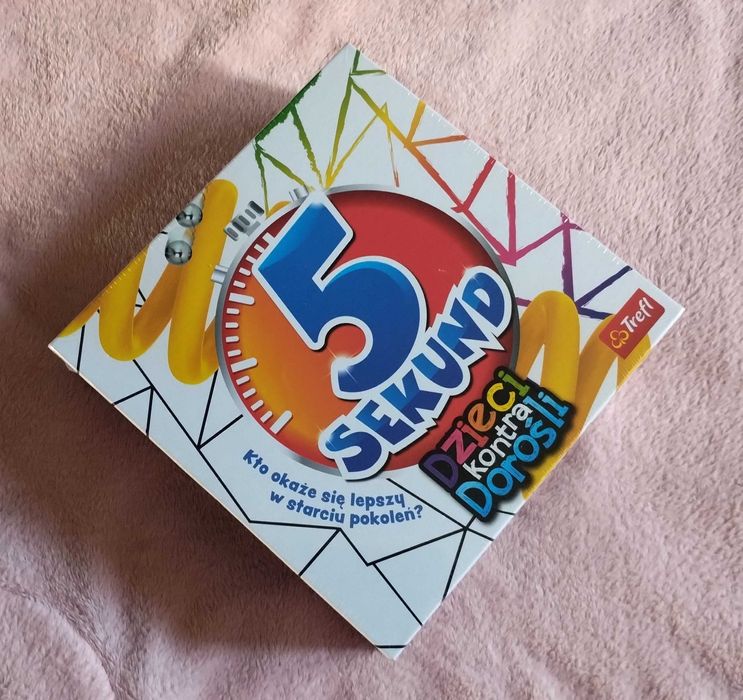 5
SEKUND
Dzieci
kontra
Dorośli
Trefl
Kto okaże się lepszy
w starciu pokoleń?